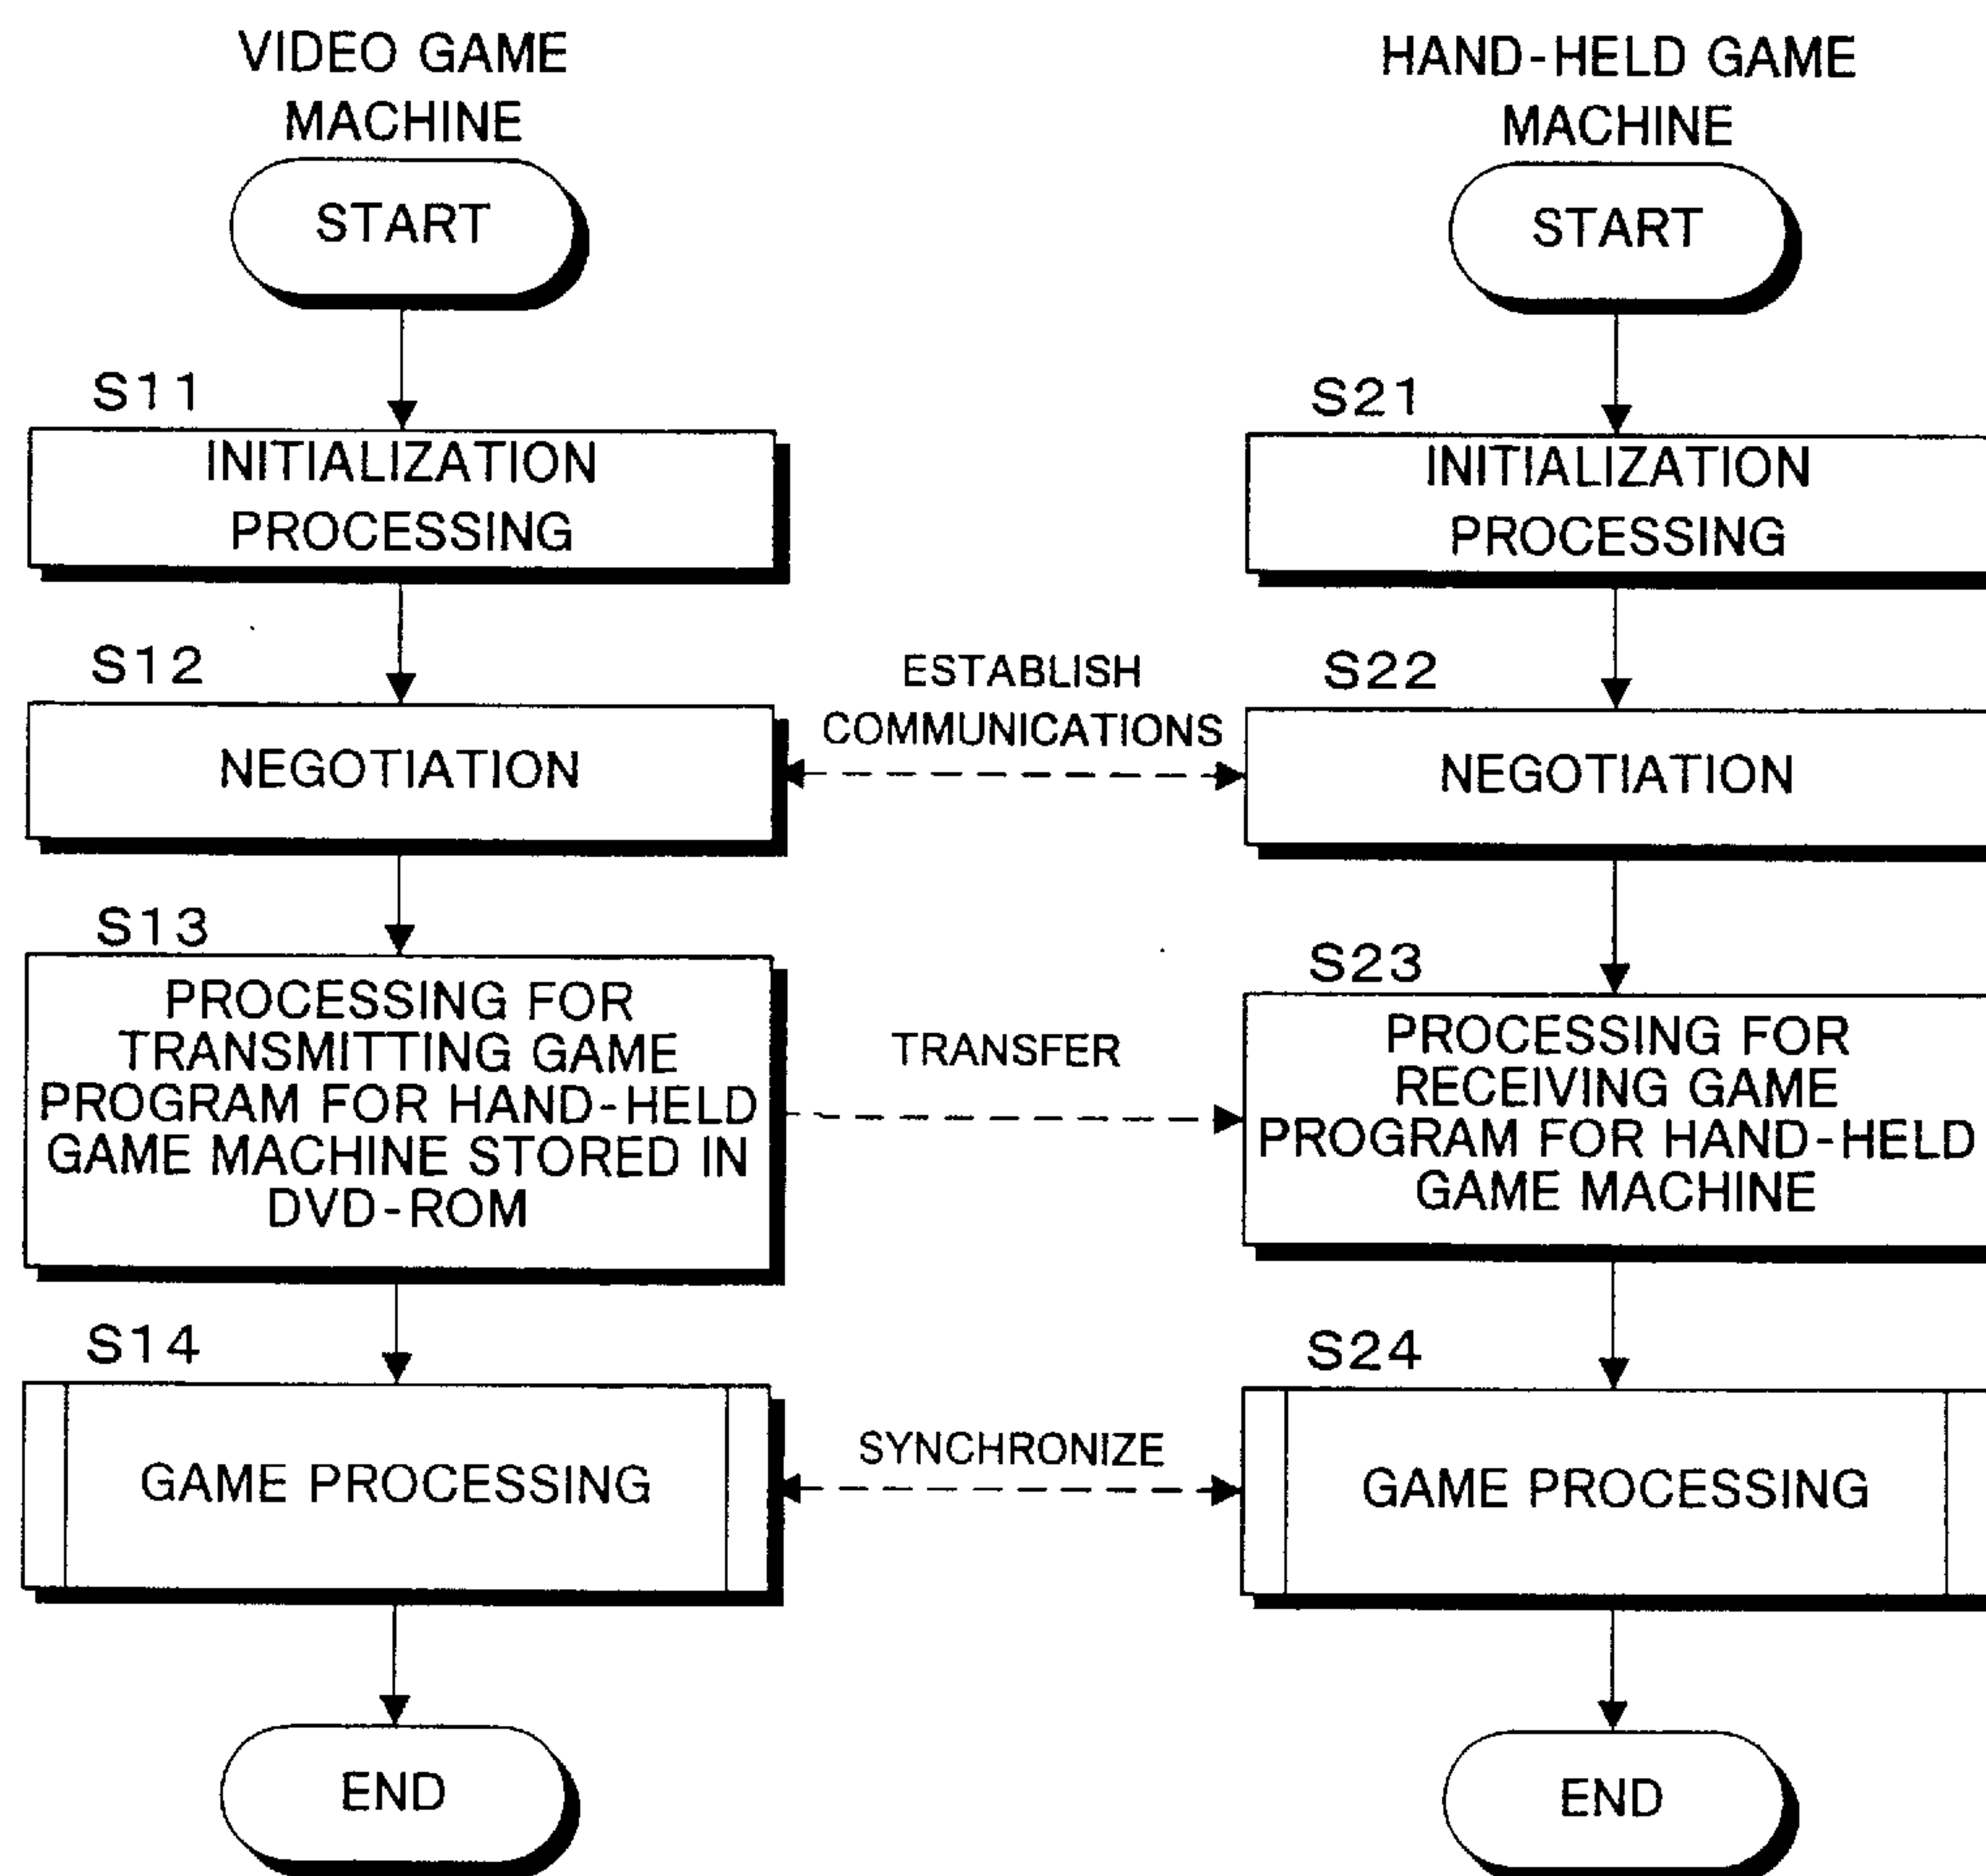 VIDEO GAME
MACHINE
START
S11
INITIALIZATION
PROCESSING
S12
NEGOTIATION
S13
PROCESSING FOR
TRANSMITTING GAME
PROGRAM FOR HAND-HELD
GAME MACHINE STORED IN
DVD-ROM
S14
GAME PROCESSING
END
ESTABLISH
COMMUNICATIONS
TRANSFER
SYNCHRONIZE
HAND-HELD GAME
MACHINE
START
S21
INITIALIZATION
PROCESSING
S22
NEGOTIATION
S23
PROCESSING FOR
RECEIVING GAME
PROGRAM FOR HAND-HELD
GAME MACHINE
S24
GAME PROCESSING
END